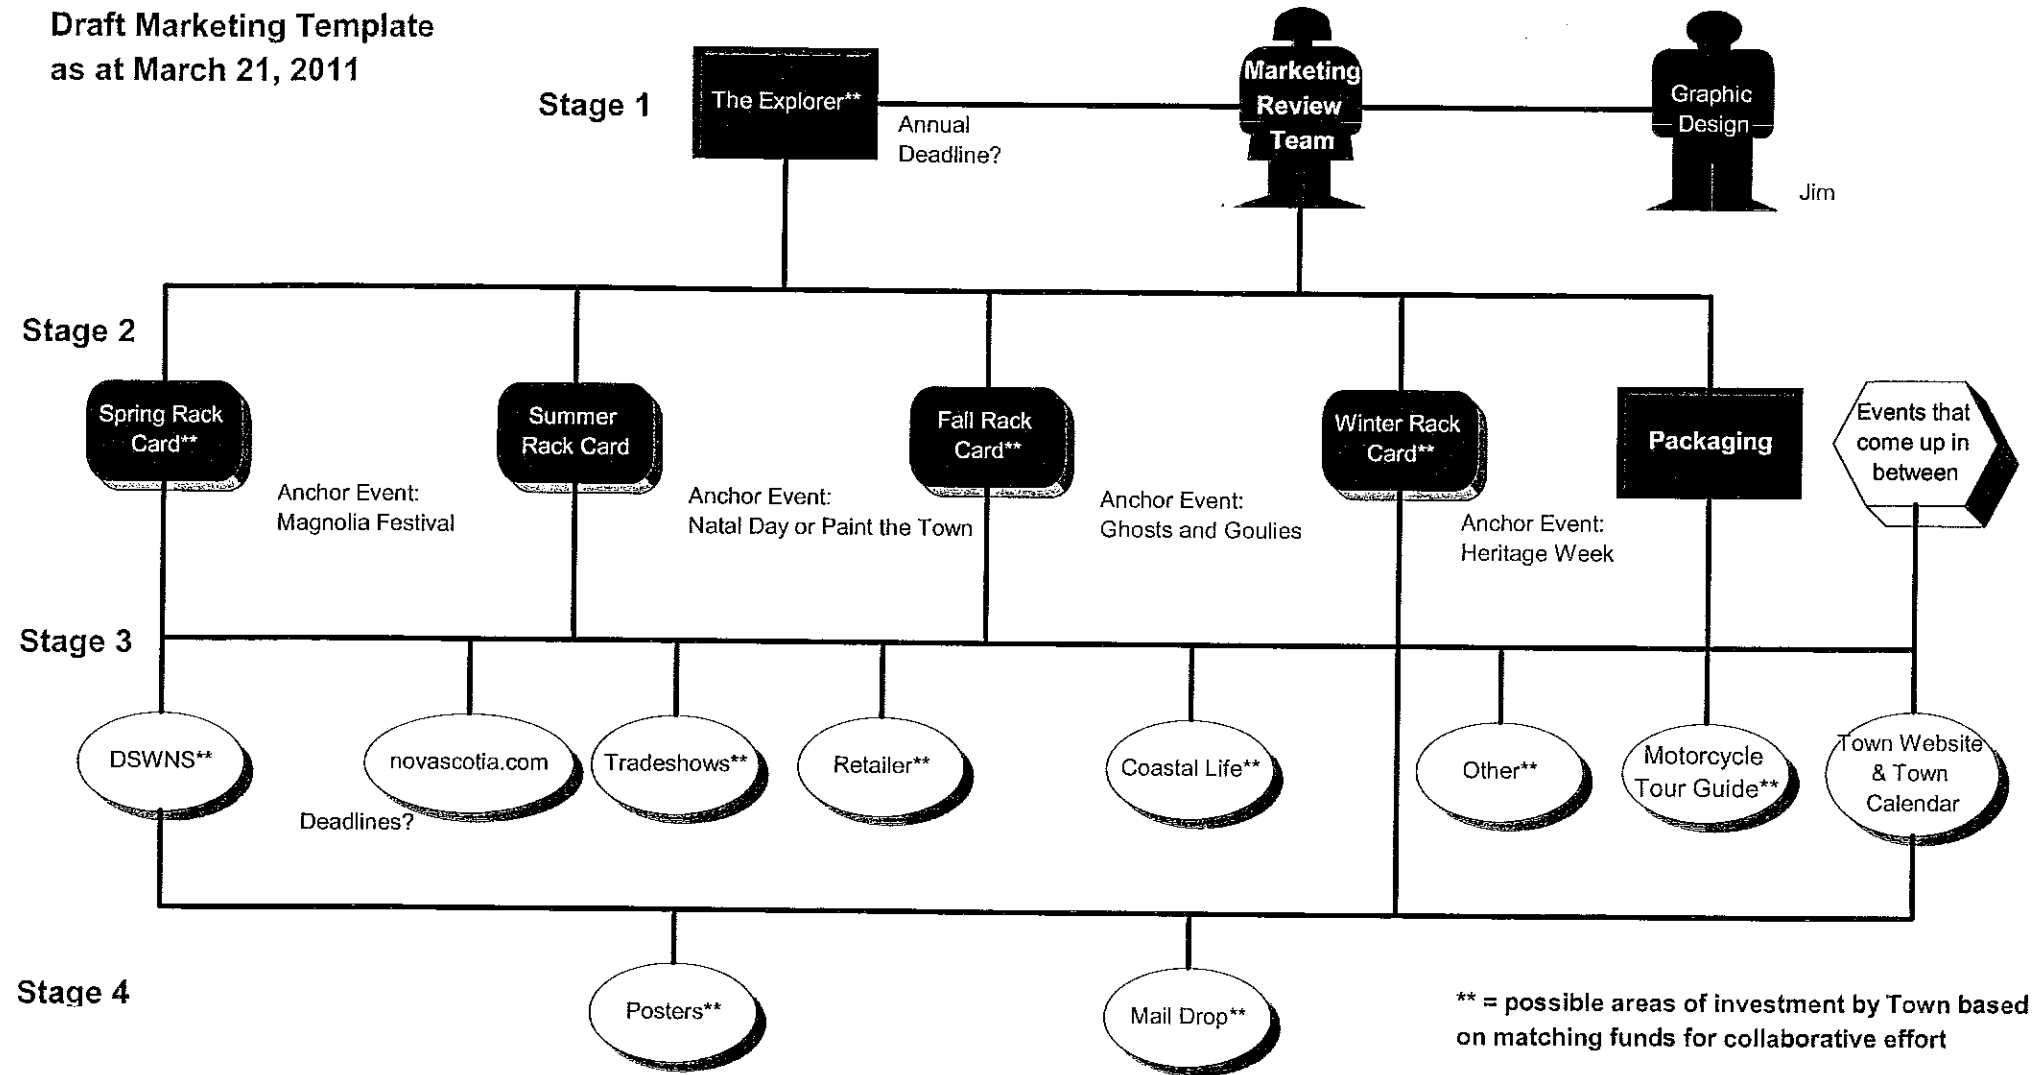 Draft Marketing Template
as at March 21, 2011
Stage 1
The Explorer**
Annual
Deadline?
Marketing
Review
Team
Graphic
Design
Jim
Stage 2
Spring Rack
Card**
Anchor Event:
Magnolia Festival
Summer
Rack Card
Anchor Event:
Natal Day or Paint the Town
Fall Rack
Card**
Anchor Event:
Ghosts and Goulies
Winter Rack
Card**
Anchor Event:
Heritage Week
Packaging
Events that
come up in
between
Stage 3
DSWNS**
novascotia.com
Deadlines?
Tradeshows**
Retailer**
Coastal Life**
Other**
Motorcycle
Tour Guide**
Town Website
& Town
Calendar
Stage 4
Posters**
Mail Drop**
** = possible areas of investment by Town based
on matching funds for collaborative effort